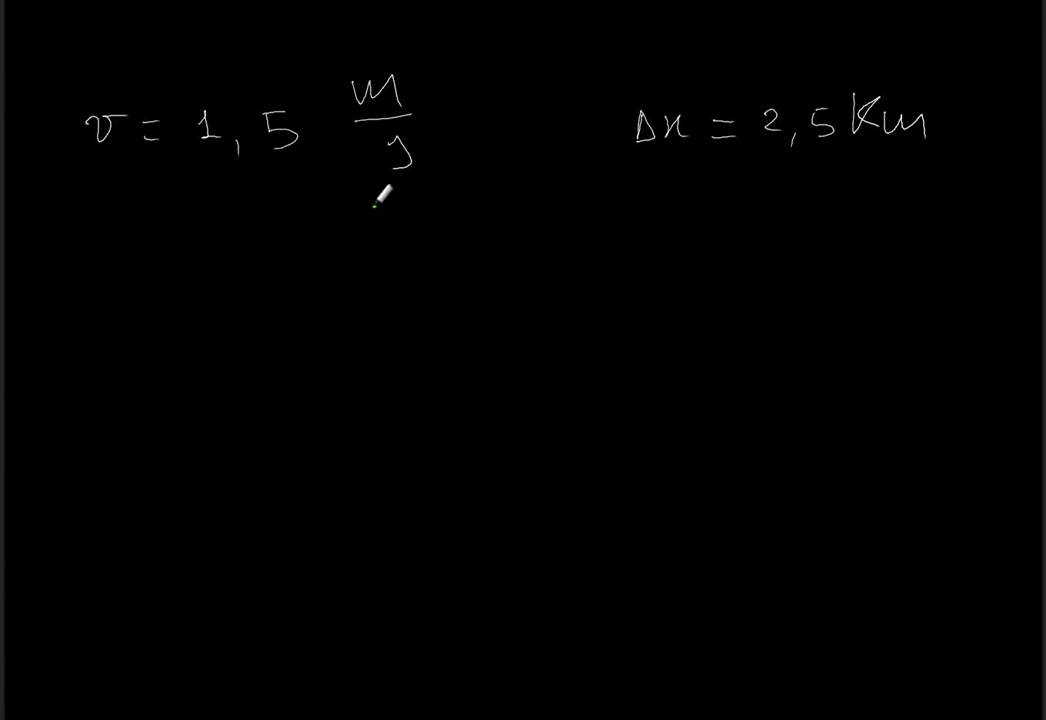 v = 1,5 m/s Δx = 2,5 Km